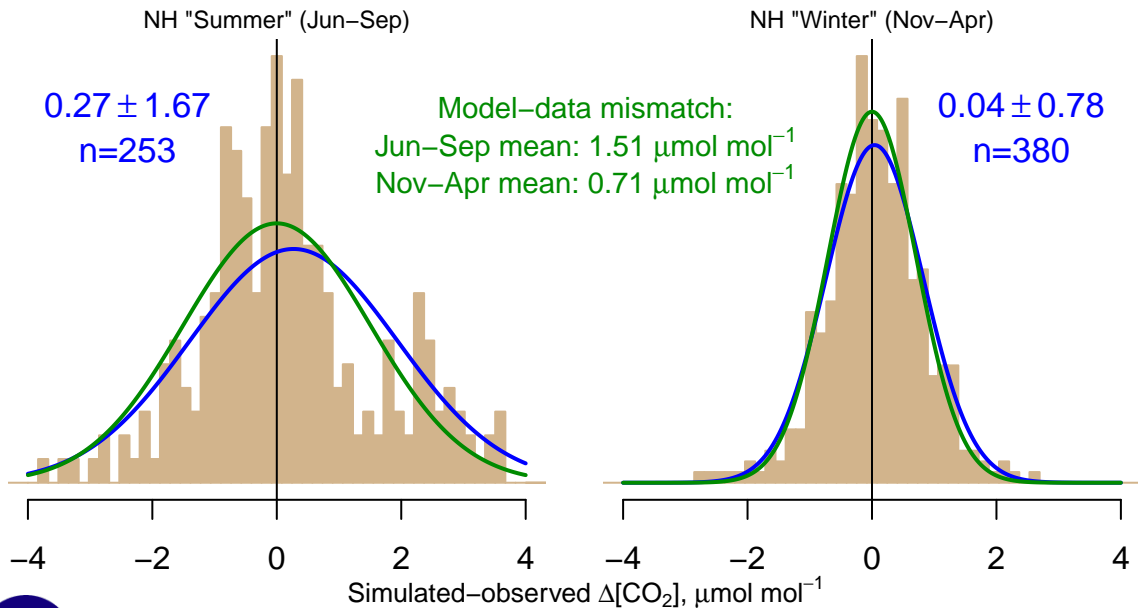 NH "Summer" (Jun−Sep)
NH "Winter" (Nov−Apr)
0.27 ± 1.67
n=253
Model−data mismatch:
Jun−Sep mean: 1.51 μmol mol⁻¹
Nov−Apr mean: 0.71 μmol mol⁻¹
0.04 ± 0.78
n=380
−4 −2 0 2 4
−4 −2 0 2 4
Simulated−observed Δ[CO₂], μmol mol⁻¹